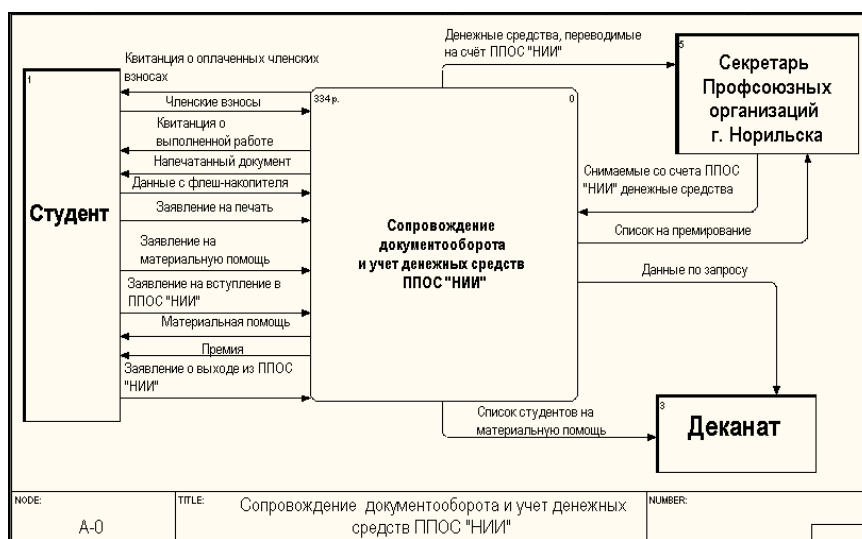 Денежные средства, переводимые
на счёт ППОС "НИИ"
5
Секретарь
Профсоюзных
организаций
г. Норильска
1
Студент
Квитанция о оплаченных членских
взносах
Членские взносы
Квитанция о
выполненной работе
Напечатанный документ
Данные с флеш-накопителя
Заявление на печать
Заявление на
материальную помощь
Заявление на вступление в
ППОС "НИИ"
Материальная помощь
Премия
Заявление о выходе из ППОС
"НИИ"
334 р.
0
Сопровождение
документооборота
и учет денежных средств
ППОС "НИИ"
Снимаемые со счета ППОС
"НИИ" денежные средства
Список на премирование
Данные по запросу
Список студентов на
материальную помощь
3
Деканат
NODE:
A-0
TITLE:
Сопровождение документооборота и учет денежных
средств ППОС "НИИ"
NUMBER: